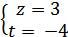 z = 3
t = −4